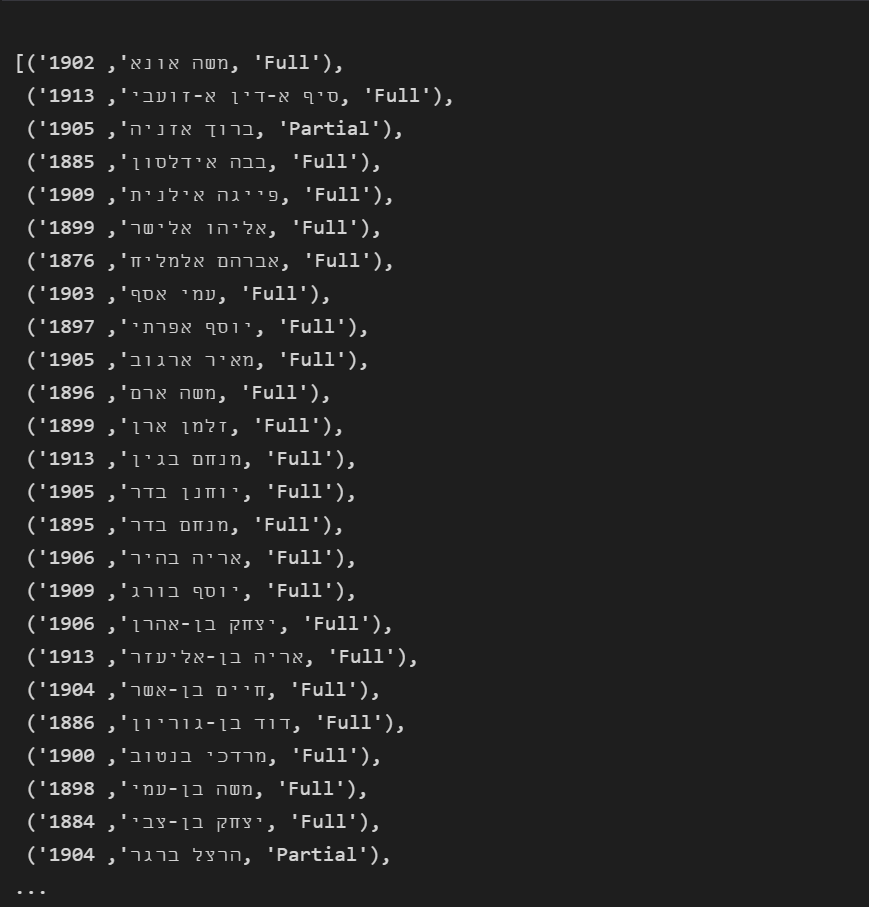 [('משה אונא', 1902, 'Full'),
('סיף א-דין א-זועבי', 1913, 'Full'),
('ברוך אזניה', 1905, 'Partial'),
('בבה אידלסון', 1885, 'Full'),
('פייגה אילנית', 1909, 'Full'),
('אליהו אלישר', 1899, 'Full'),
('אברהם אלמליח', 1876, 'Full'),
('עמי אסף', 1903, 'Full'),
('יוסף אפרתי', 1897, 'Full'),
('מאיר ארגוב', 1905, 'Full'),
('משה ארם', 1896, 'Full'),
('זלמן ארן', 1899, 'Full'),
('מנחם בגין', 1913, 'Full'),
('יוחנן בדר', 1905, 'Full'),
('מנחם בדר', 1895, 'Full'),
('אריה בהיר', 1906, 'Full'),
('יוסף בורג', 1909, 'Full'),
('יצחק בן-אהרן', 1906, 'Full'),
('אריה בן-אליעזר', 1913, 'Full'),
('חיים בן-אשר', 1904, 'Full'),
('דוד בן-גוריון', 1886, 'Full'),
('מרדכי בנטוב', 1900, 'Full'),
('משה בן-עמי', 1898, 'Full'),
('יצחק בן-צבי', 1884, 'Full'),
('הרצל ברגר', 1904, 'Partial'),
...